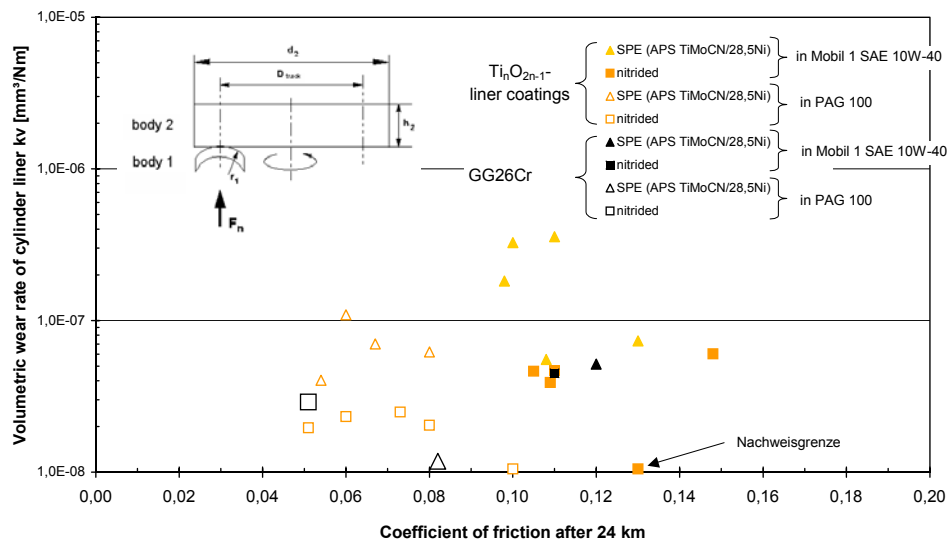 Volumetric wear rate of cylinder liner kv [mm³/Nm]
1,0E-05
1,0E-06
1,0E-07
1,0E-08
d₂
D track
body 2
h₂
body 1
r₁
Fn
TinO2n-1-
liner coatings
SPE (APS TiMoCN/28,5Ni)
nitrided
in Mobil 1 SAE 10W-40
SPE (APS TiMoCN/28,5Ni)
nitrided
in PAG 100
GG26Cr
SPE (APS TiMoCN/28,5Ni)
nitrided
in Mobil 1 SAE 10W-40
SPE (APS TiMoCN/28,5Ni)
nitrided
in PAG 100
Nachweisgrenze
0,00 0,02 0,04 0,06 0,08 0,10 0,12 0,14 0,16 0,18 0,20
Coefficient of friction after 24 km